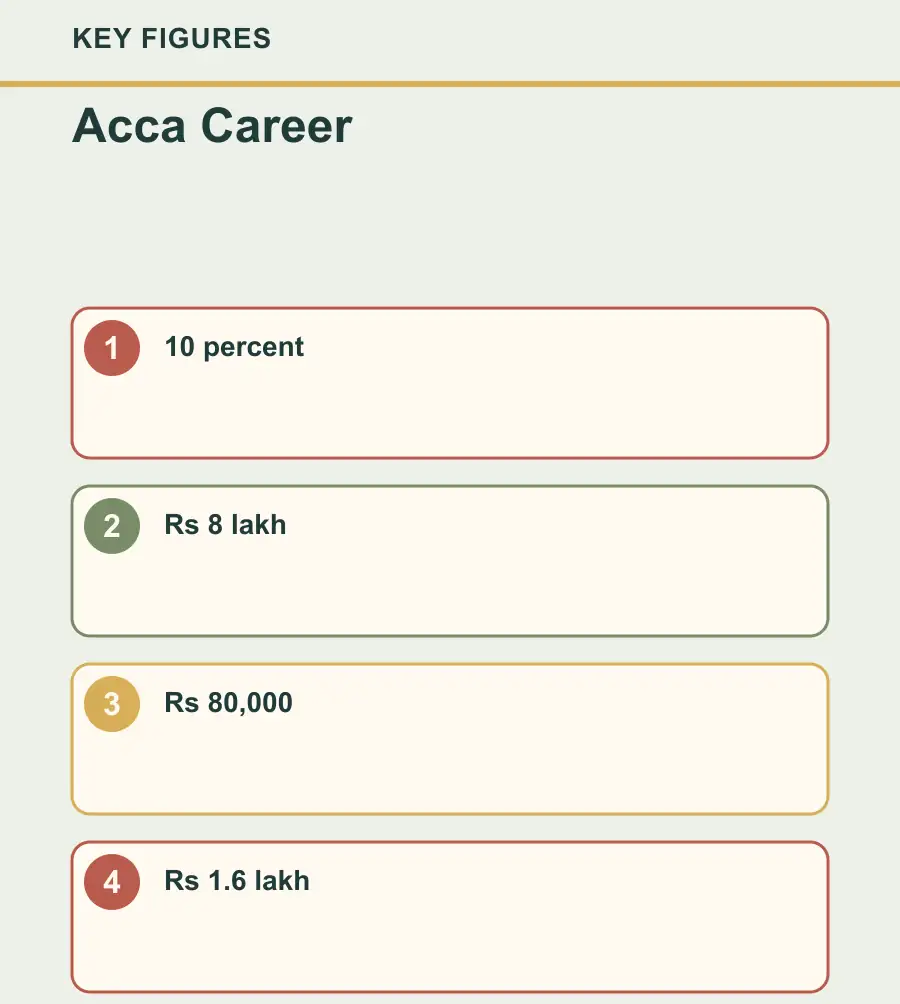 KEY FIGURES
Acca Career
1 10 percent
2 Rs 8 lakh
3 Rs 80,000
4 Rs 1.6 lakh